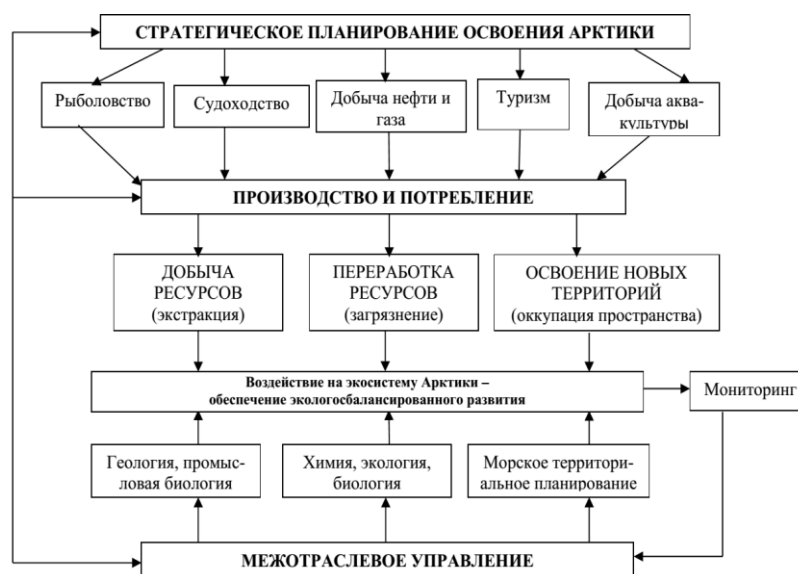 СТРАТЕГИЧЕСКОЕ ПЛАНИРОВАНИЕ ОСВОЕНИЯ АРКТИКИ
Рыболовство
Судоходство
Добыча нефти и
газа
Туризм
Добыча аква-
культуры
ПРОИЗВОДСТВО И ПОТРЕБЛЕНИЕ
ДОБЫЧА
РЕСУРСОВ
(экстракция)
ПЕРЕРАБОТКА
РЕСУРСОВ
(загрязнение)
ОСВОЕНИЕ НОВЫХ
ТЕРРИТОРИЙ
(оккупация пространства)
Воздействие на экосистему Арктики –
обеспечение экологосбалансированного развития
Мониторинг
Геология, промыс-
ловая биология
Химия, экология,
биология
Морское территори-
альное планирование
МЕЖОТРАСЛЕВОЕ УПРАВЛЕНИЕ